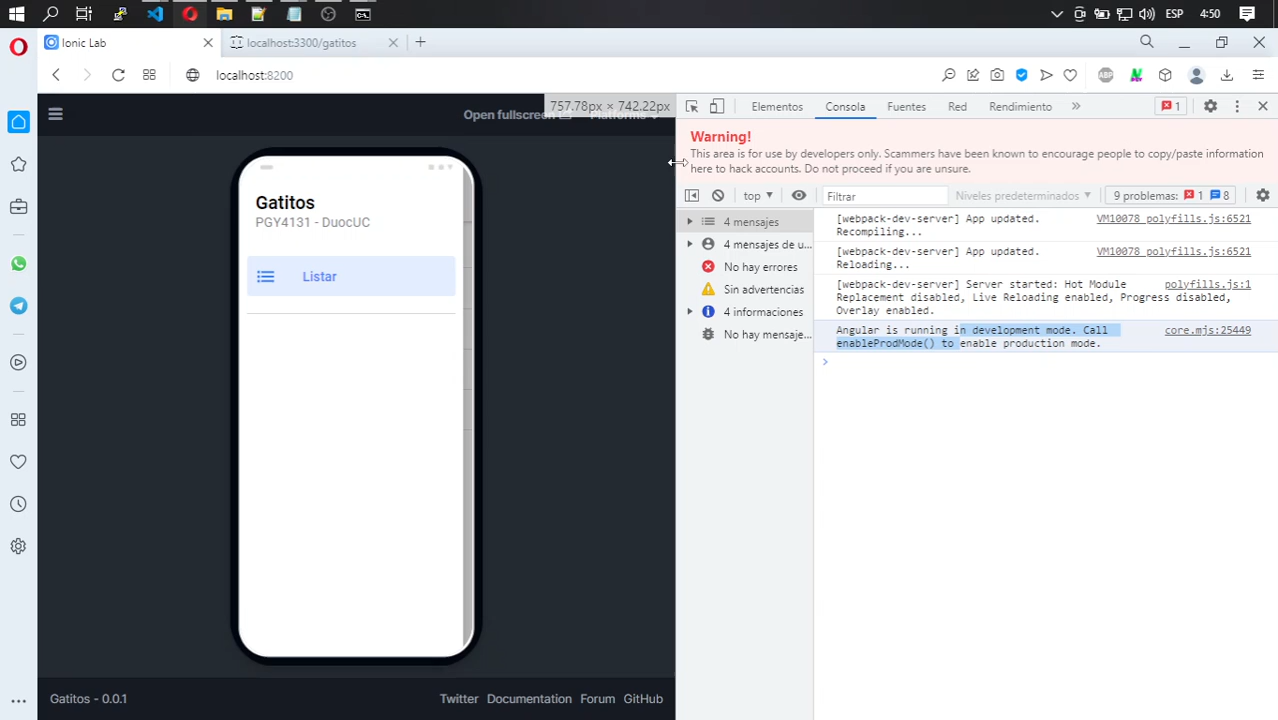 ESP
4:50
Ionic Lab
localhost:3300/gatitos
localhost:8200
ABP
757.78px × 742.22px
Open fullscreen
Platforms
Gatitos
PGY4131 - DuocUC
Listar
Gatitos - 0.0.1
Twitter Documentation Forum GitHub
Elementos Consola Fuentes Red Rendimiento
1
Warning!
This area is for use by developers only. Scammers have been known to encourage people to copy/paste information
here to hack accounts. Do not proceed if you are unsure.
top
Filtrar
Niveles predeterminados
9 problemas: 1 8
4 mensajes
4 mensajes de u...
No hay errores
Sin advertencias
4 informaciones
No hay mensaje...
[webpack-dev-server] App updated. VM10078 polyfills.js:6521
Recompiling...
[webpack-dev-server] App updated. VM10078 polyfills.js:6521
Reloading...
[webpack-dev-server] Server started: Hot Module polyfills.js:1
Replacement disabled, Live Reloading enabled, Progress disabled,
Overlay enabled.
Angular is running in development mode. Call core.mjs:25449
enableProdMode() to enable production mode.